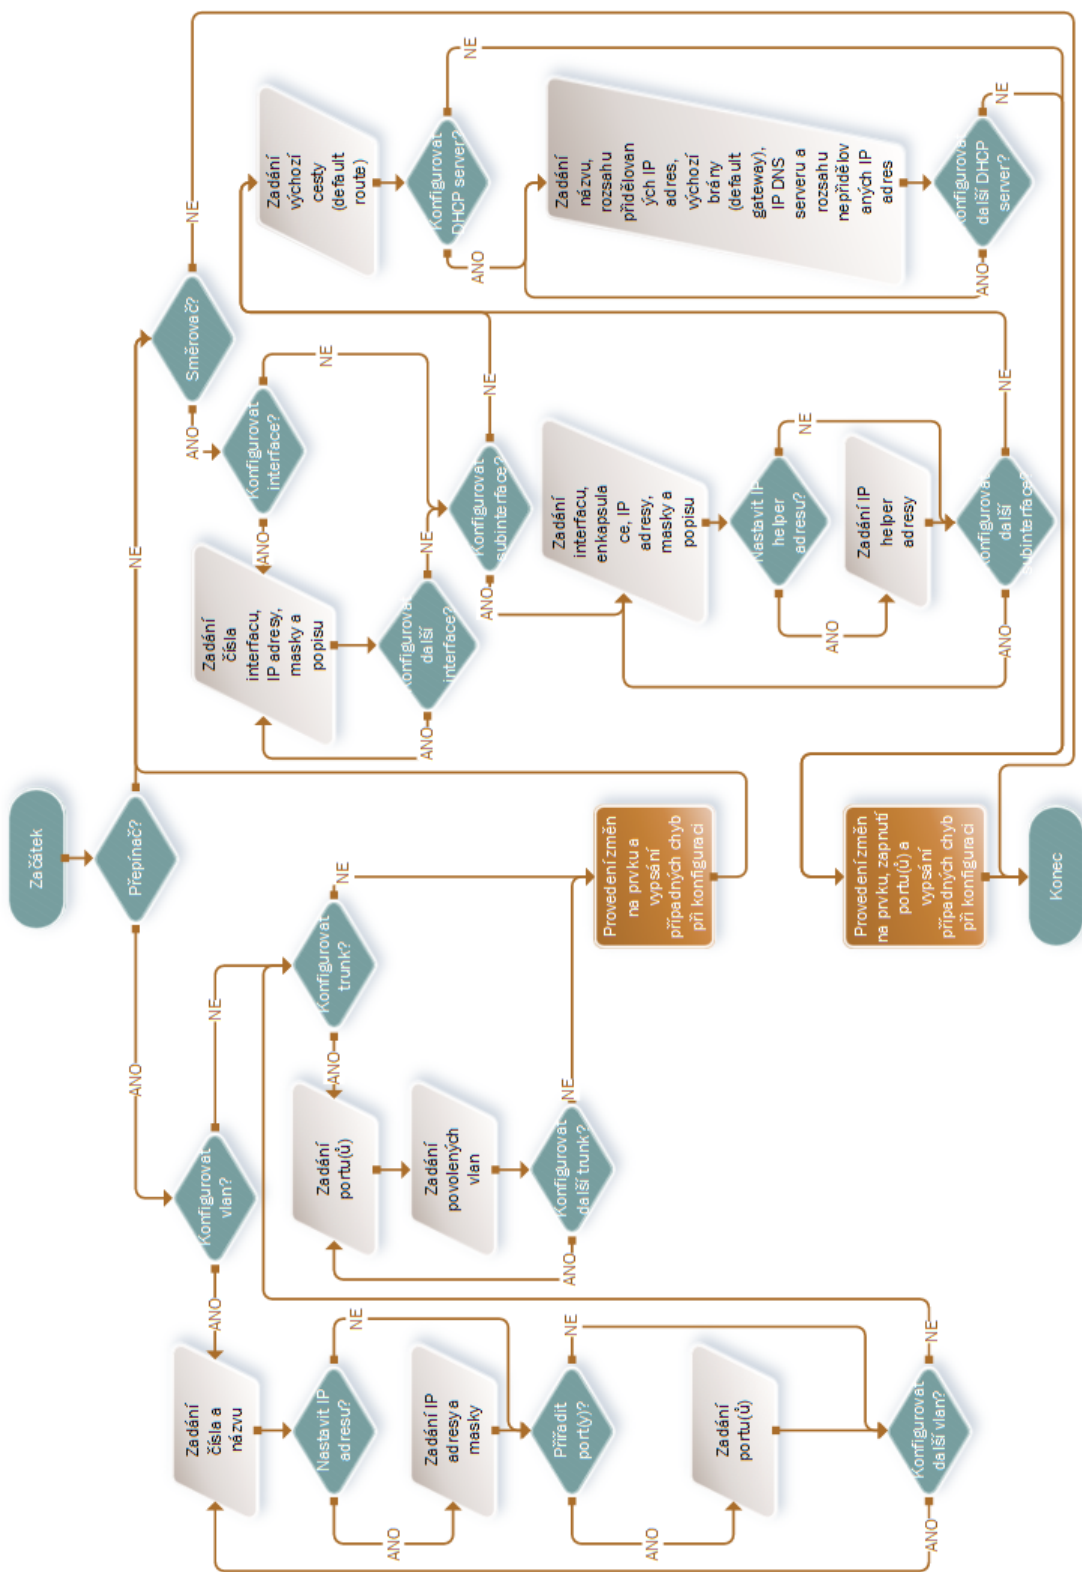 Začátek
Přepínač?
ANO
NE
Konfigurovat
vlan?
ANO
NE
Zadání
čísla a
názvu
Nastavit IP
adresu?
ANO
NE
Zadání IP
adresy a
masky
Přiřadit
port(y)?
ANO
NE
Zadání
portu(ů)
Konfigurovat
další vlan?
ANO
NE
Konfigurovat
trunk?
ANO
NE
Zadání
portu(ů)
Zadání
povolených
vlan
Konfigurovat
další trunk?
ANO
NE
Provedení změn
na prvku a
vypsání
případných chyb
při konfiguraci
Směrovač?
ANO
NE
Konfigurovat
interface?
ANO
NE
Zadání
čísla
interfacu,
IP adresy,
masky a
popisu
Konfigurovat
další
interface?
ANO
NE
Konfigurovat
subinterface?
ANO
NE
Zadání
interfacu,
enkapsula
ce, IP
adresy,
masky a
popisu
Nastavit IP
helper
adresu?
ANO
NE
Zadání IP
helper
adresy
Konfigurovat
další
subinterface?
ANO
NE
Zadání
výchozí
cesty
(default
route)
Konfigurovat
DHCP server?
ANO
NE
Zadání
názvu,
rozsahu
přidělovan
ých IP
adres,
výchozí
brány
(default
gateway),
IP DNS
serveru a
rozsahu
nepřidělov
aných IP
adres
Konfigurovat
další DHCP
server?
ANO
NE
Provedení změn
na prvku, zapnutí
portu(ů) a
vypsání
případných chyb
při konfiguraci
Konec